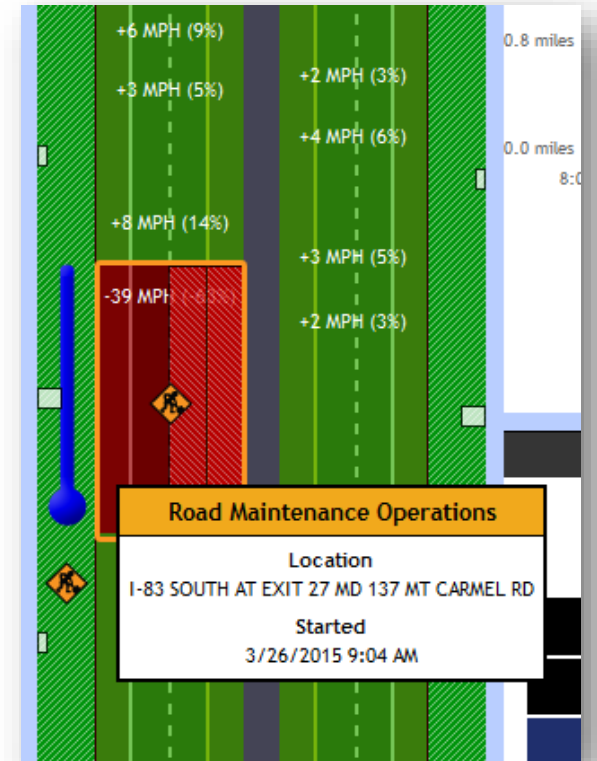 +6 MPH (9%)
+3 MPH (5%)
+8 MPH (14%)
-39 MPH (-63%)
+2 MPH (3%)
+4 MPH (6%)
+3 MPH (5%)
+2 MPH (3%)
0.8 miles
0.0 miles
8:0
Road Maintenance Operations
Location
I-83 SOUTH AT EXIT 27 MD 137 MT CARMEL RD
Started
3/26/2015 9:04 AM